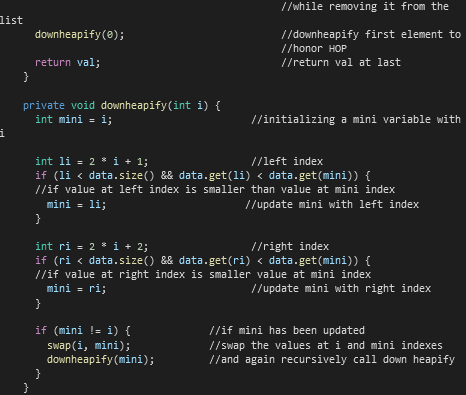 //while removing it from the
list
downheapify(0); //downheapify first element to
//honor HOP
return val; //return val at last
}
private void downheapify(int i) {
int mini = i; //initializing a mini variable with
i
int li = 2 * i + 1; //left index
if (li < data.size() && data.get(li) < data.get(mini)) {
//if value at left index is smaller than value at mini index
mini = li; //update mini with left index
}
int ri = 2 * i + 2; //right index
if (ri < data.size() && data.get(ri) < data.get(mini)) {
//if value at right index is smaller value at mini index
mini = ri; //update mini with right index
}
if (mini != i) { //if mini has been updated
swap(i, mini); //swap the values at i and mini indexes
downheapify(mini); //and again recursively call down heapify
}
}